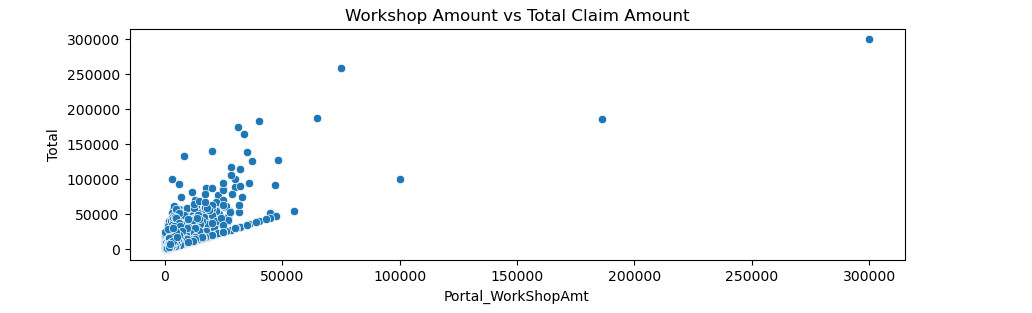 Workshop Amount vs Total Claim Amount
300000
250000
200000
150000
100000
50000
0
Total
0 50000 100000 150000 200000 250000 300000
Portal_WorkShopAmt